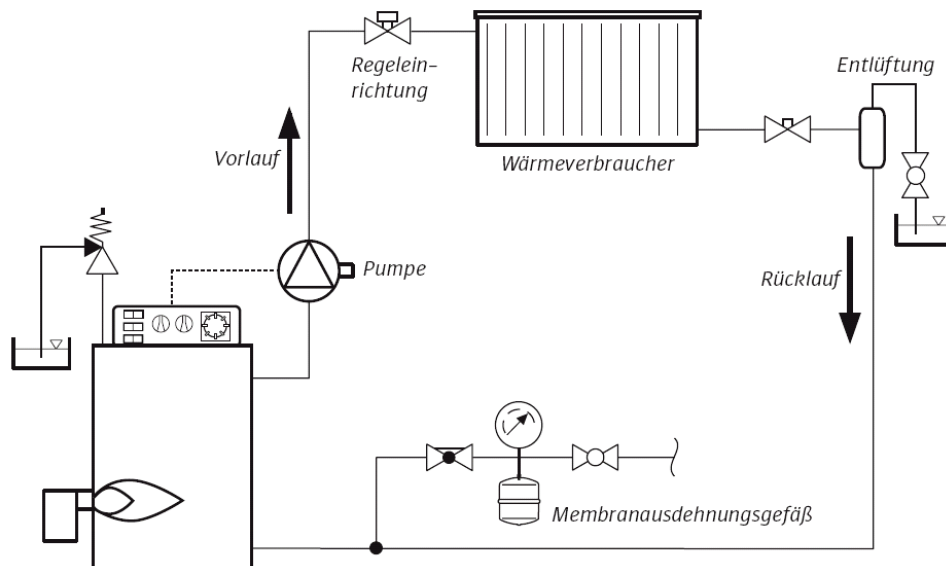 Regelein-
richtung
Entlüftung
Vorlauf
Wärmeverbraucher
Pumpe
Rücklauf
Membranausdehnungsgefäß